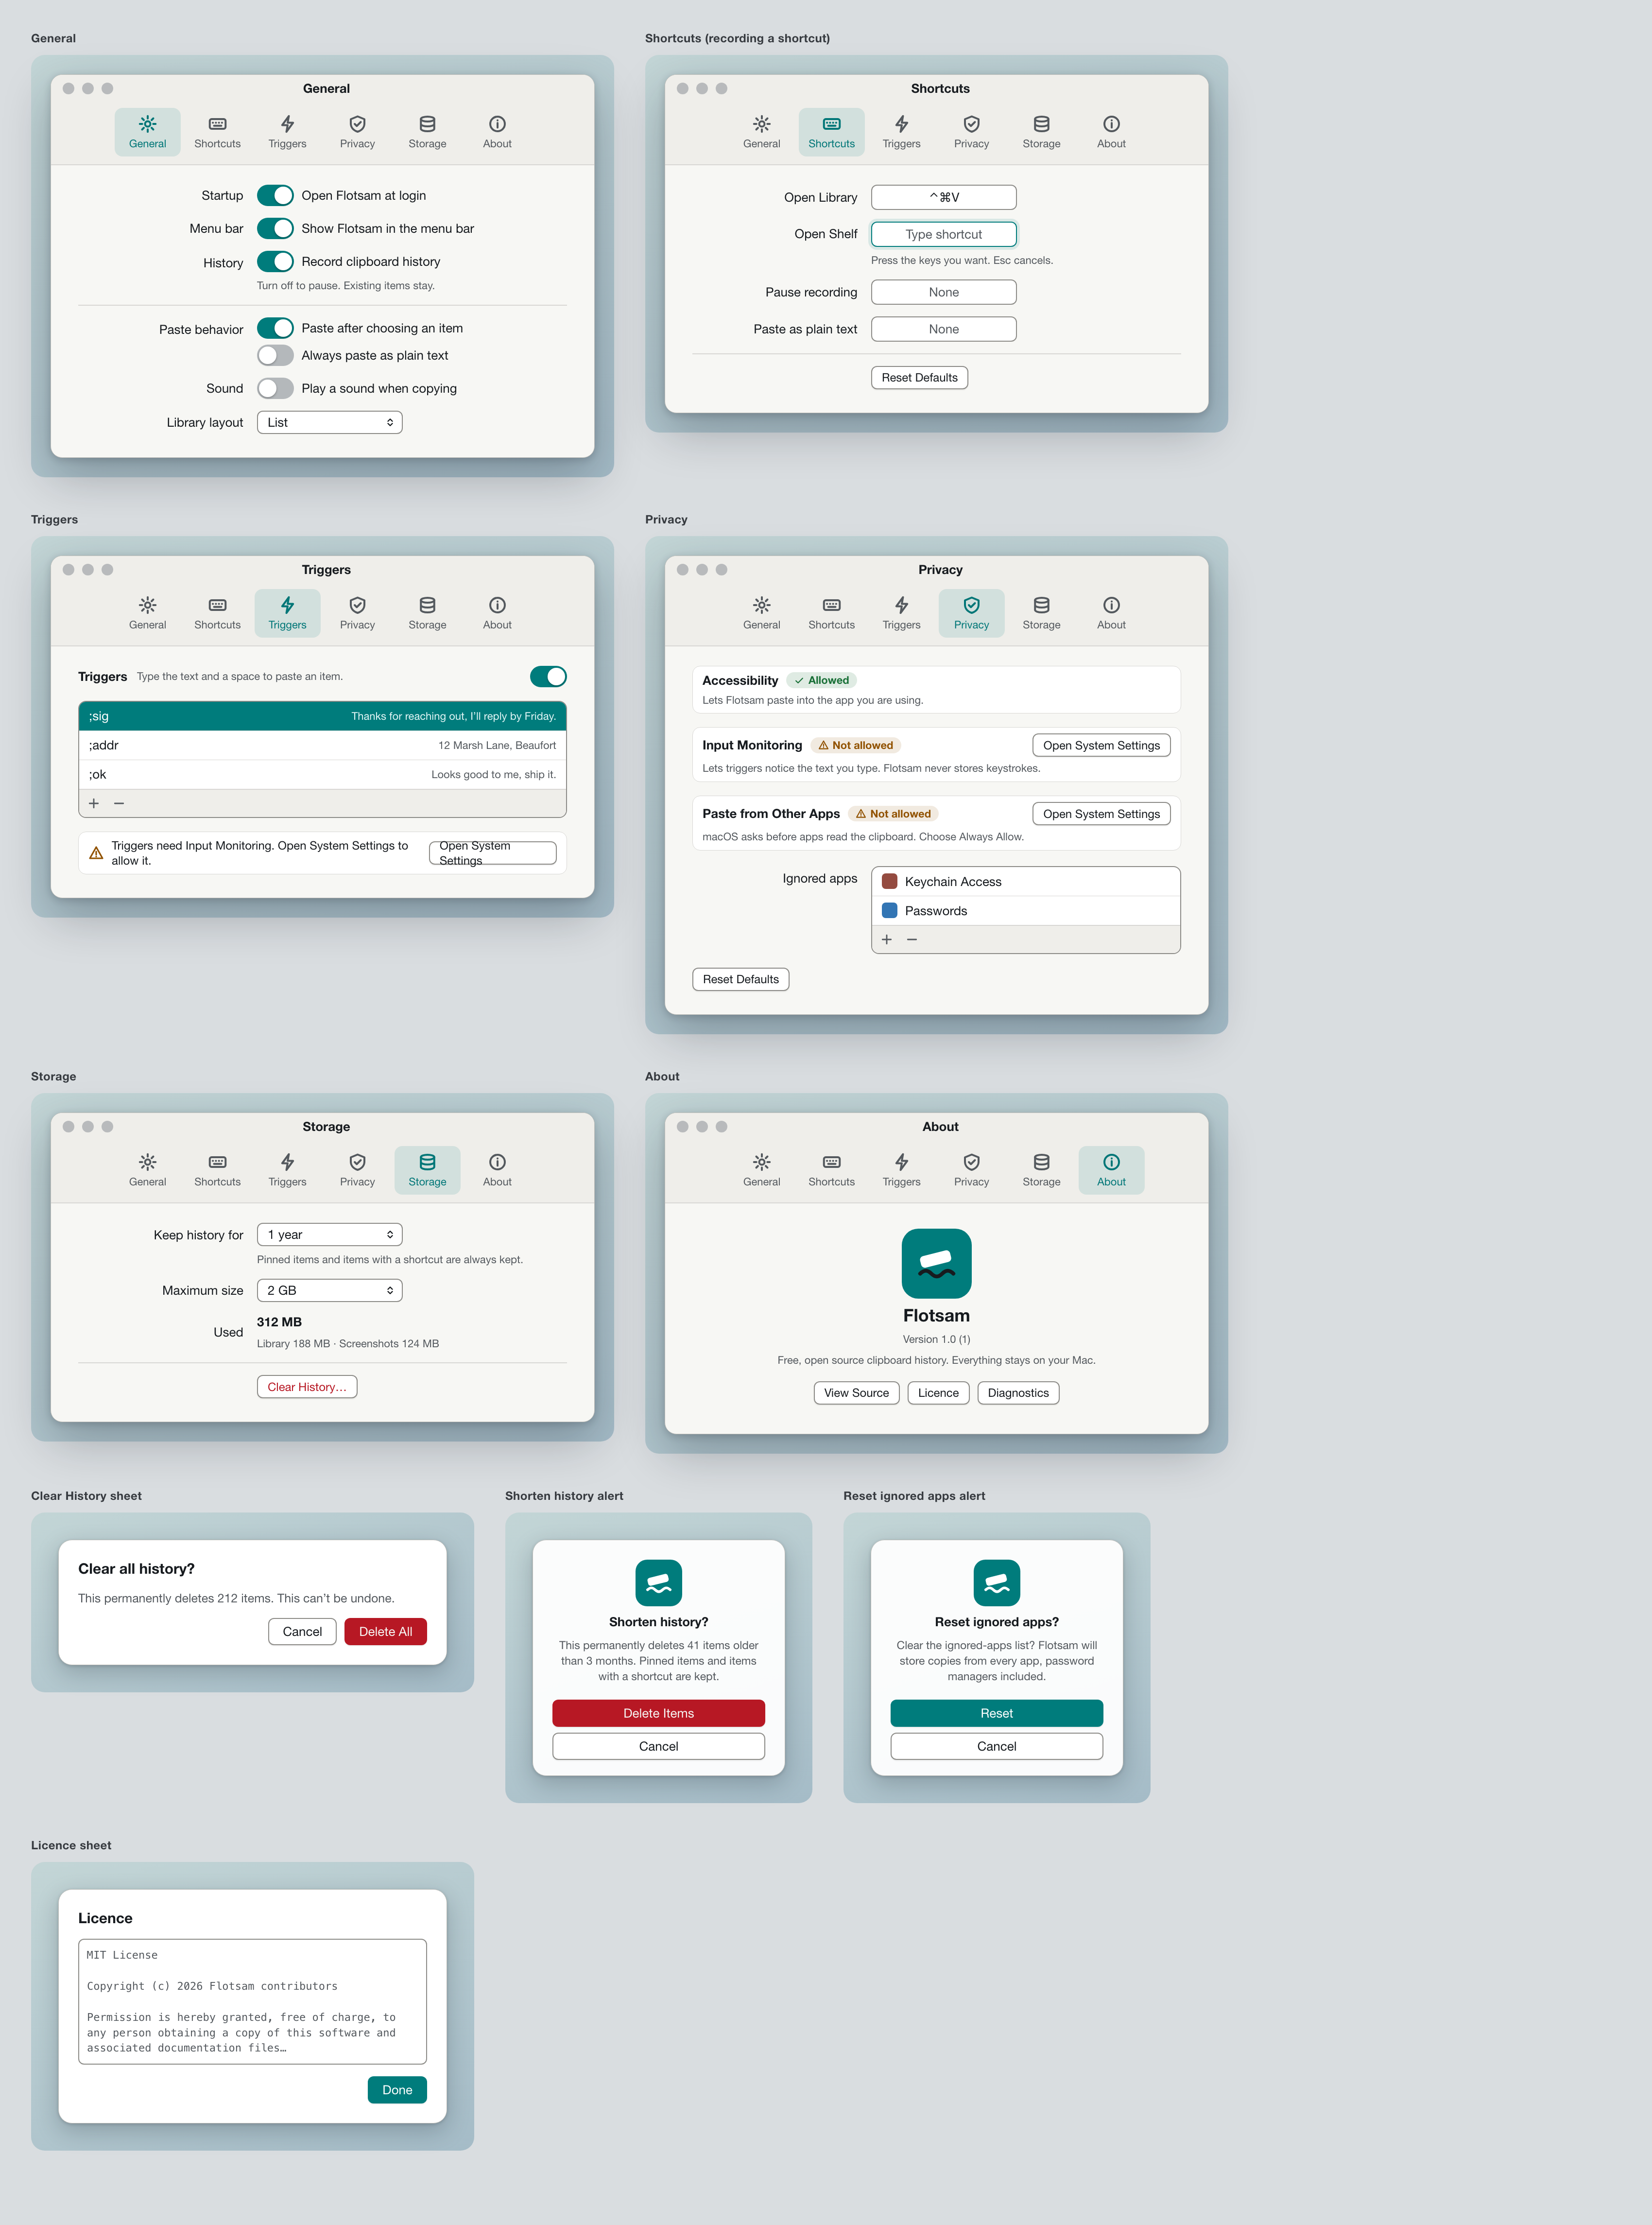 General
General
General
Shortcuts
Triggers
Privacy
Storage
About
Startup
Open Flotsam at login
Menu bar
Show Flotsam in the menu bar
History
Record clipboard history
Turn off to pause. Existing items stay.
Paste behavior
Paste after choosing an item
Always paste as plain text
Sound
Play a sound when copying
Library layout
List
Shortcuts (recording a shortcut)
Shortcuts
General
Shortcuts
Triggers
Privacy
Storage
About
Open Library
^⌘V
Open Shelf
Type shortcut
Press the keys you want. Esc cancels.
Pause recording
None
Paste as plain text
None
Reset Defaults
Triggers
Triggers
General
Shortcuts
Triggers
Privacy
Storage
About
Triggers
Type the text and a space to paste an item.
;sig
Thanks for reaching out, I’ll reply by Friday.
;addr
12 Marsh Lane, Beaufort
;ok
Looks good to me, ship it.
Triggers need Input Monitoring. Open System Settings to
allow it.
Open System
Settings
Privacy
Privacy
General
Shortcuts
Triggers
Privacy
Storage
About
Accessibility
Allowed
Lets Flotsam paste into the app you are using.
Input Monitoring
Not allowed
Open System Settings
Lets triggers notice the text you type. Flotsam never stores keystrokes.
Paste from Other Apps
Not allowed
Open System Settings
macOS asks before apps read the clipboard. Choose Always Allow.
Ignored apps
Keychain Access
Passwords
Reset Defaults
Storage
Storage
General
Shortcuts
Triggers
Privacy
Storage
About
Keep history for
1 year
Pinned items and items with a shortcut are always kept.
Maximum size
2 GB
Used
312 MB
Library 188 MB · Screenshots 124 MB
Clear History…
About
About
General
Shortcuts
Triggers
Privacy
Storage
About
Flotsam
Version 1.0 (1)
Free, open source clipboard history. Everything stays on your Mac.
View Source
Licence
Diagnostics
Clear History sheet
Clear all history?
This permanently deletes 212 items. This can’t be undone.
Cancel
Delete All
Shorten history alert
Shorten history?
This permanently deletes 41 items older
than 3 months. Pinned items and items
with a shortcut are kept.
Delete Items
Cancel
Reset ignored apps alert
Reset ignored apps?
Clear the ignored-apps list? Flotsam will
store copies from every app, password
managers included.
Reset
Cancel
Licence sheet
Licence
MIT License
Copyright (c) 2026 Flotsam contributors
Permission is hereby granted, free of charge, to
any person obtaining a copy of this software and
associated documentation files…
Done